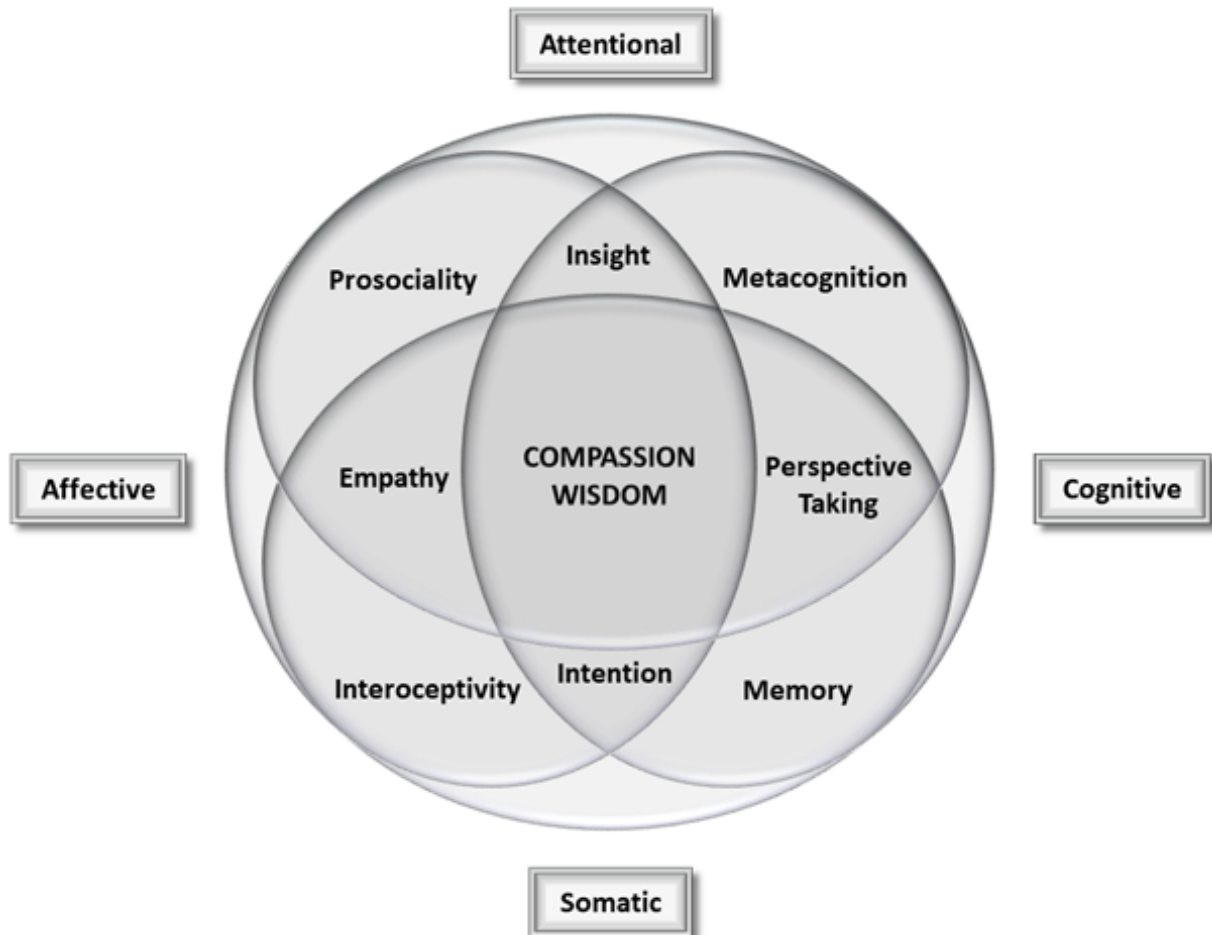 Attentional
Insight
Prosociality
Metacognition
Affective
Empathy
COMPASSION
WISDOM
Perspective
Taking
Cognitive
Interoceptivity
Intention
Memory
Somatic